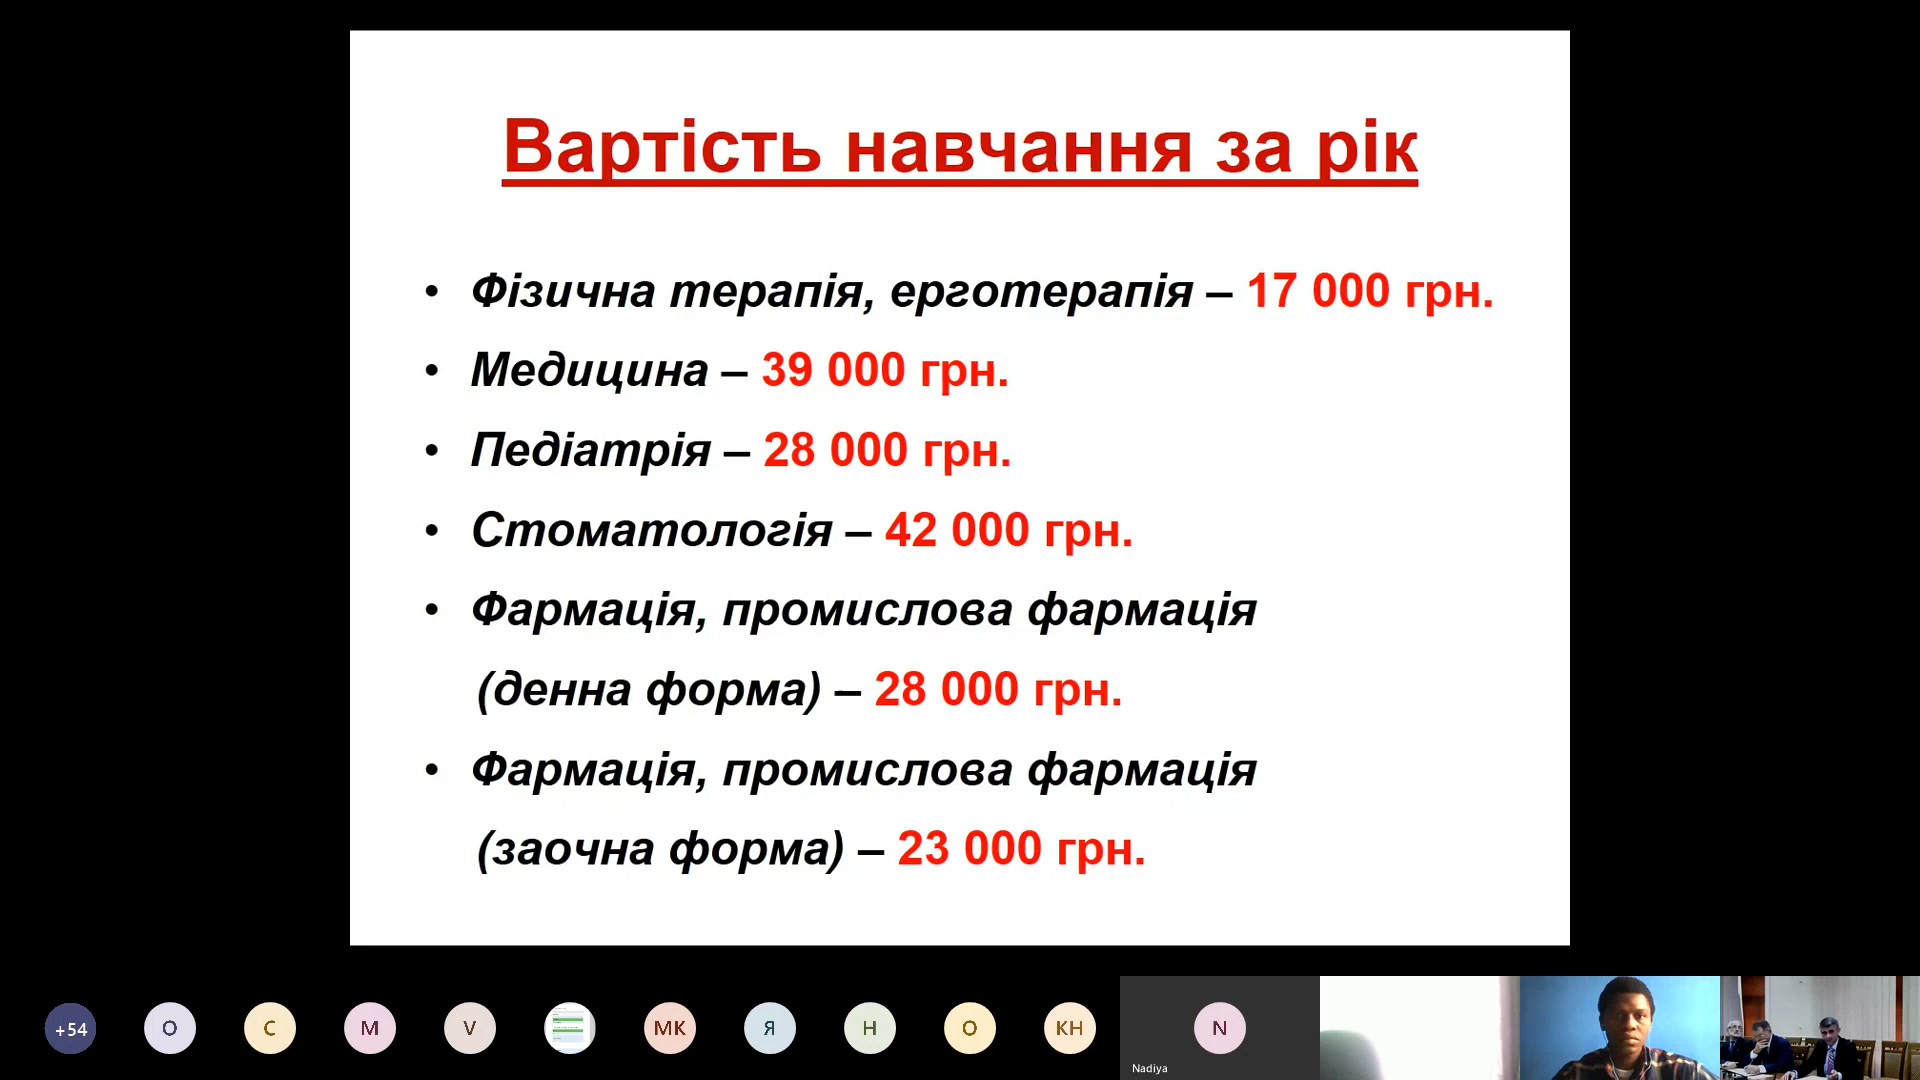 Вартість навчання за рік
• Фізична терапія, ерготерапія – 17 000 грн.
• Медицина – 39 000 грн.
• Педіатрія – 28 000 грн.
• Стоматологія – 42 000 грн.
• Фармація, промислова фармація
(денна форма) – 28 000 грн.
• Фармація, промислова фармація
(заочна форма) – 23 000 грн.
+54 О С М V МК Я Н О КН N
Nadiya